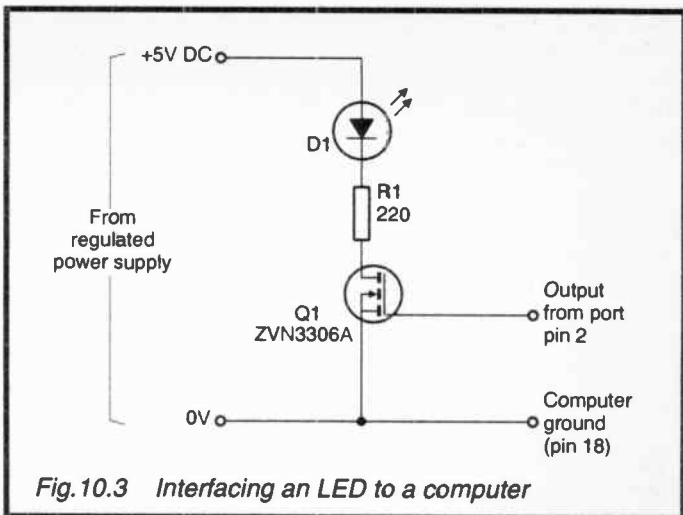 +5V DC
D1
R1
220
From
regulated
power supply
Q1
ZVN3306A
Output
from port
pin 2
0V
Computer
ground
(pin 18)
Fig.10.3 Interfacing an LED to a computer